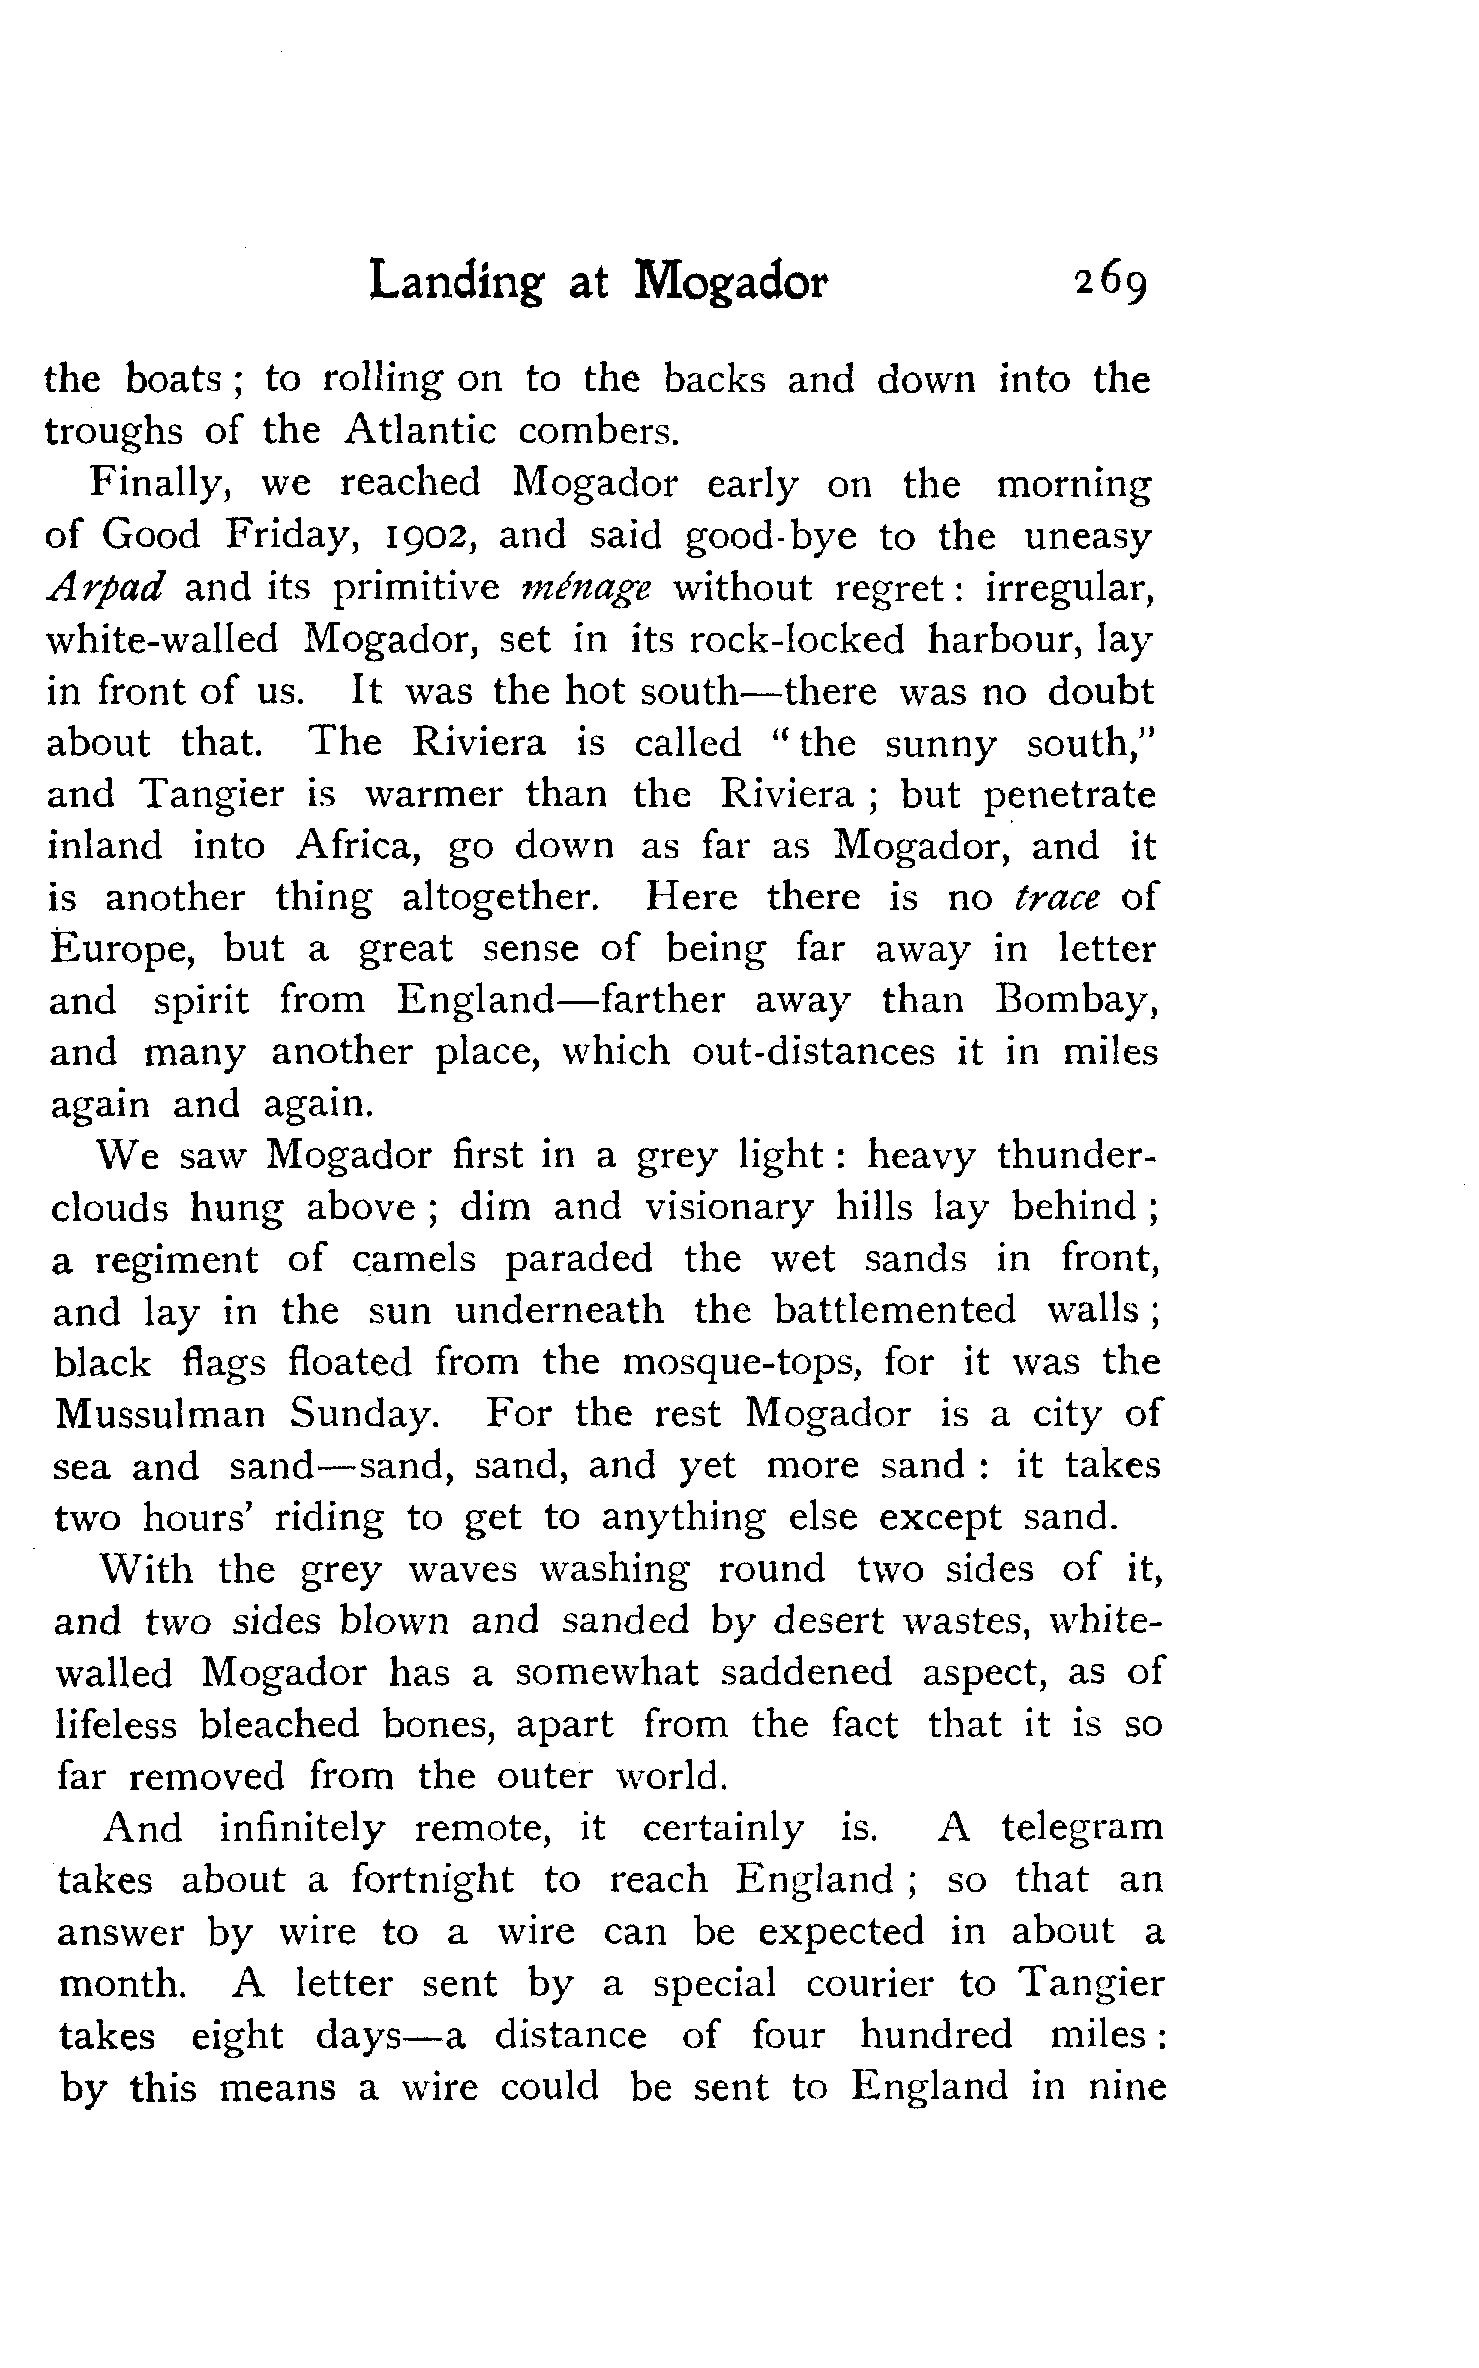 Landing at Mogador 269
the boats ; to rolling on to the backs and down into the
troughs of the Atlantic combers.
Finally, we reached Mogador early on the morning
of Good Friday, 1902, and said good-bye to the uneasy
Arpad and its primitive ménage without regret : irregular,
white-walled Mogador, set in its rock-locked harbour, lay
in front of us. It was the hot south—there was no doubt
about that. The Riviera is called “the sunny south,”
and Tangier is warmer than the Riviera ; but penetrate
inland into Africa, go down as far as Mogador, and it
is another thing altogether. Here there is no trace of
Europe, but a great sense of being far away in letter
and spirit from England—farther away than Bombay,
and many another place, which out-distances it in miles
again and again.
We saw Mogador first in a grey light : heavy thunder-
clouds hung above ; dim and visionary hills lay behind ;
a regiment of camels paraded the wet sands in front,
and lay in the sun underneath the battlemented walls ;
black flags floated from the mosque-tops, for it was the
Mussulman Sunday. For the rest Mogador is a city of
sea and sand—sand, sand, and yet more sand : it takes
two hours’ riding to get to anything else except sand.
With the grey waves washing round two sides of it,
and two sides blown and sanded by desert wastes, white-
walled Mogador has a somewhat saddened aspect, as of
lifeless bleached bones, apart from the fact that it is so
far removed from the outer world.
And infinitely remote, it certainly is. A telegram
takes about a fortnight to reach England ; so that an
answer by wire to a wire can be expected in about a
month. A letter sent by a special courier to Tangier
takes eight days—a distance of four hundred miles :
by this means a wire could be sent to England in nine